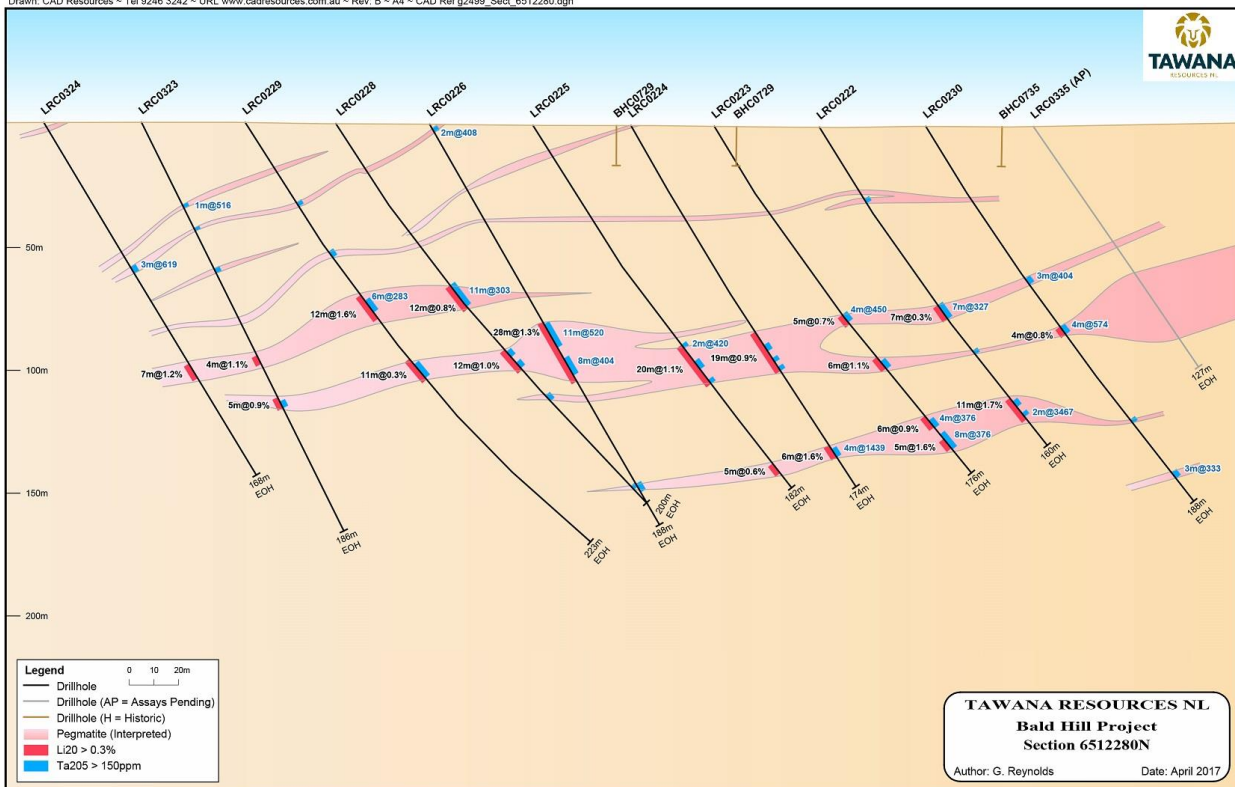 Drawn: CAD Resources ~ Tel 9246 3242 ~ URL www.cadresources.com.au ~ Rev. B ~ A4 ~ CAD Ref g2499_Sect_6512280.dgn
TAWANA
RESOURCES NL
LRC0324
LRC0323
LRC0229
LRC0228
LRC0226
LRC0225
BHC0729
LRC0224
LRC0223
BHC0729
LRC0222
LRC0230
BHC0735
LRC0335 (AP)
2m@408
1m@516
50m
3m@619
3m@404
6m@283
11m@303
12m@1.6%
12m@0.8%
28m@1.3%
11m@520
5m@0.7%
4m@450
7m@0.3%
7m@327
4m@0.8%
4m@574
2m@420
19m@0.9%
8m@404
4m@1.1%
12m@1.0%
20m@1.1%
6m@1.1%
100m
7m@1.2%
11m@0.3%
127m
EOH
5m@0.9%
11m@1.7%
2m@3467
6m@0.9%
4m@376
8m@376
5m@1.6%
6m@1.6%
4m@1439
5m@0.6%
3m@333
160m
EOH
168m
EOH
176m
EOH
182m
EOH
174m
EOH
150m
200m
EOH
188m
EOH
188m
EOH
186m
EOH
223m
EOH
200m
Legend
0 10 20m
Drillhole
Drillhole (AP = Assays Pending)
Drillhole (H = Historic)
Pegmatite (Interpreted)
Li20 > 0.3%
Ta205 > 150ppm
TAWANA RESOURCES NL
Bald Hill Project
Section 6512280N
Author: G. Reynolds Date: April 2017